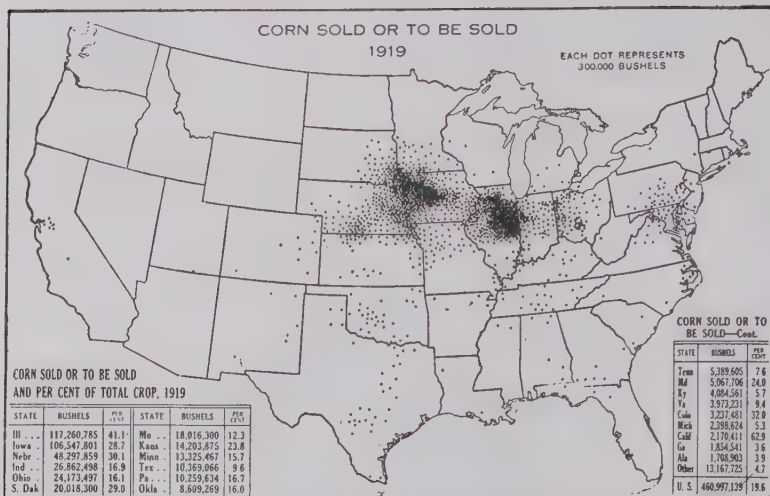 CORN SOLD OR TO BE SOLD
1919
EACH DOT REPRESENTS
300,000 BUSHELS
CORN SOLD OR TO BE SOLD
AND PER CENT OF TOTAL CROP, 1919
STATE BUSHELS PER CENT STATE BUSHELS PER CENT
Ill ... 117,260,785 41.1 Mo ... 18,016,300 12.3
Iowa .. 106,547,801 28.7 Kans .. 14,203,675 23.8
Nebr .. 48,297,859 30.1 Minn .. 13,325,467 15.7
Ind ... 26,862,498 16.9 Tex ... 10,369,066 9.6
Ohio .. 24,173,497 16.1 Pa .... 10,259,634 16.7
S. Dak 20,018,300 29.0 Okla .. 8,609,269 16.0
CORN SOLD OR TO
BE SOLD—Cont.
STATE BUSHELS PER CENT
Tenn 5,389,605 7.6
Md 5,067,706 24.0
Ky 4,084,561 5.7
Va 3,973,231 9.4
Colo 3,237,481 32.0
Mich 2,398,624 5.3
Calif 2,170,411 62.9
Ga 1,854,541 3.6
Ala 1,708,903 3.9
Other 13,167,725 4.7
U. S. 460,997,139 19.6